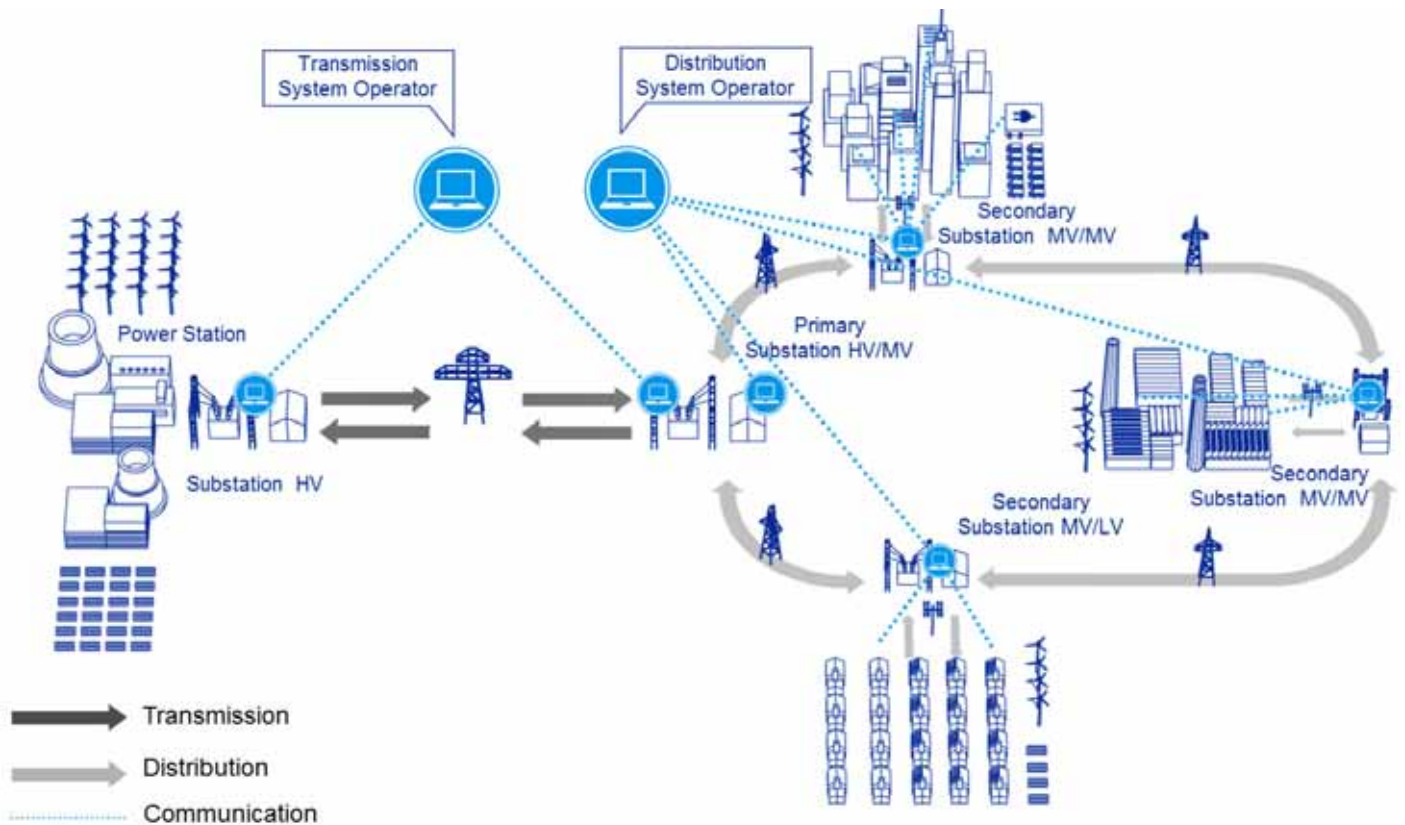 Transmission
System Operator
Distribution
System Operator
Secondary
Substation MV/MV
Power Station
Primary
Substation HV/MV
Substation HV
Secondary
Substation MV/MV
Secondary
Substation MV/LV
Transmission
Distribution
Communication